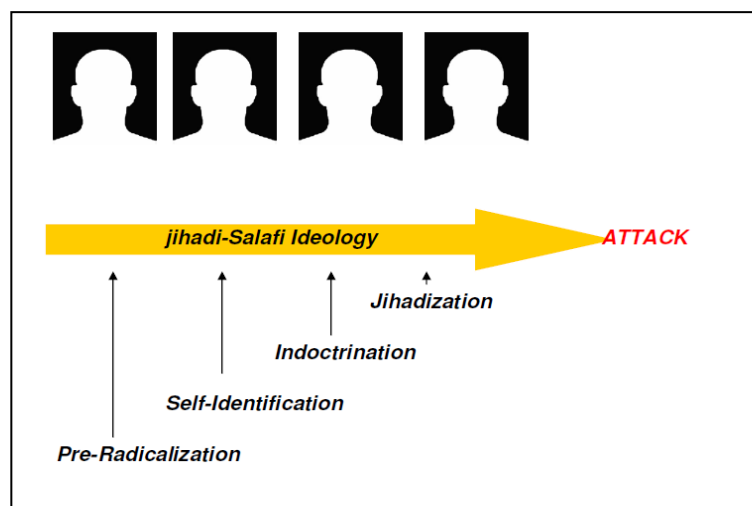 jihadi-Salafi Ideology
ATTACK
Jihadization
Indoctrination
Self-Identification
Pre-Radicalization